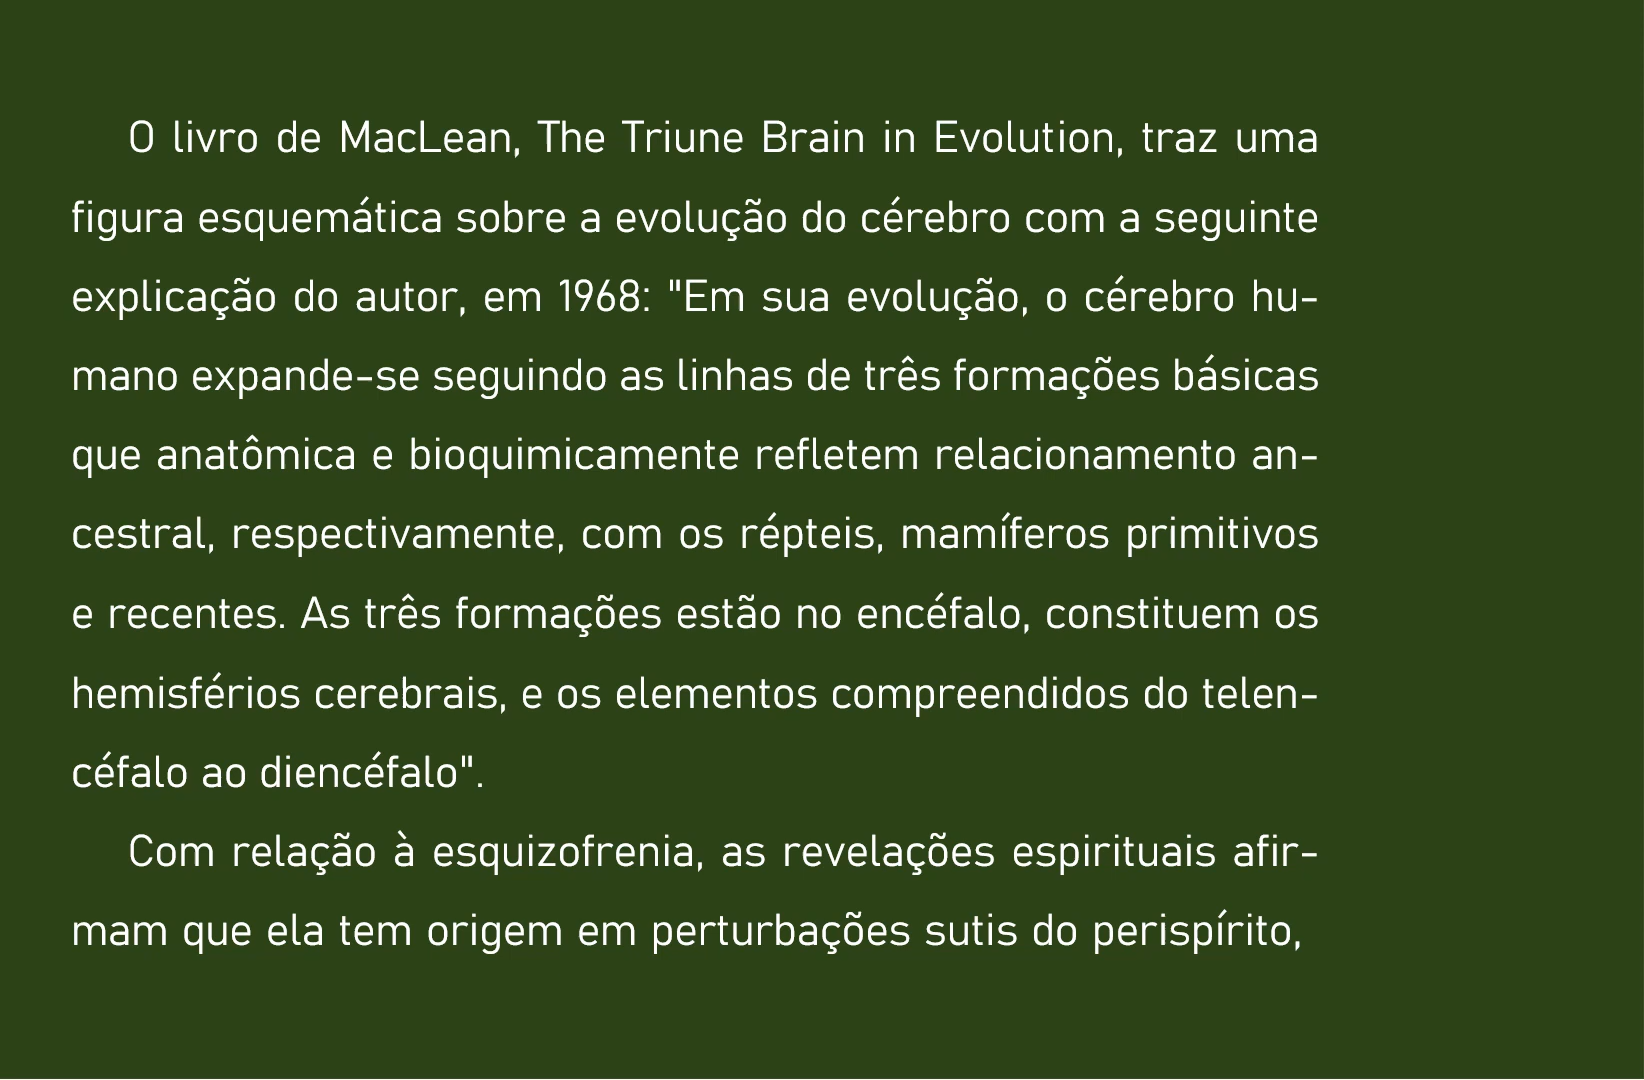 O livro de MacLean, The Triune Brain in Evolution, traz uma
figura esquemática sobre a evolução do cérebro com a seguinte
explicação do autor, em 1968: "Em sua evolução, o cérebro hu-
mano expande-se seguindo as linhas de três formações básicas
que anatômica e bioquimicamente refletem relacionamento an-
cestral, respectivamente, com os répteis, mamíferos primitivos
e recentes. As três formações estão no encéfalo, constituem os
hemisférios cerebrais, e os elementos compreendidos do telen-
céfalo ao diencéfalo".
Com relação à esquizofrenia, as revelações espirituais afir-
mam que ela tem origem em perturbações sutis do perispírito,